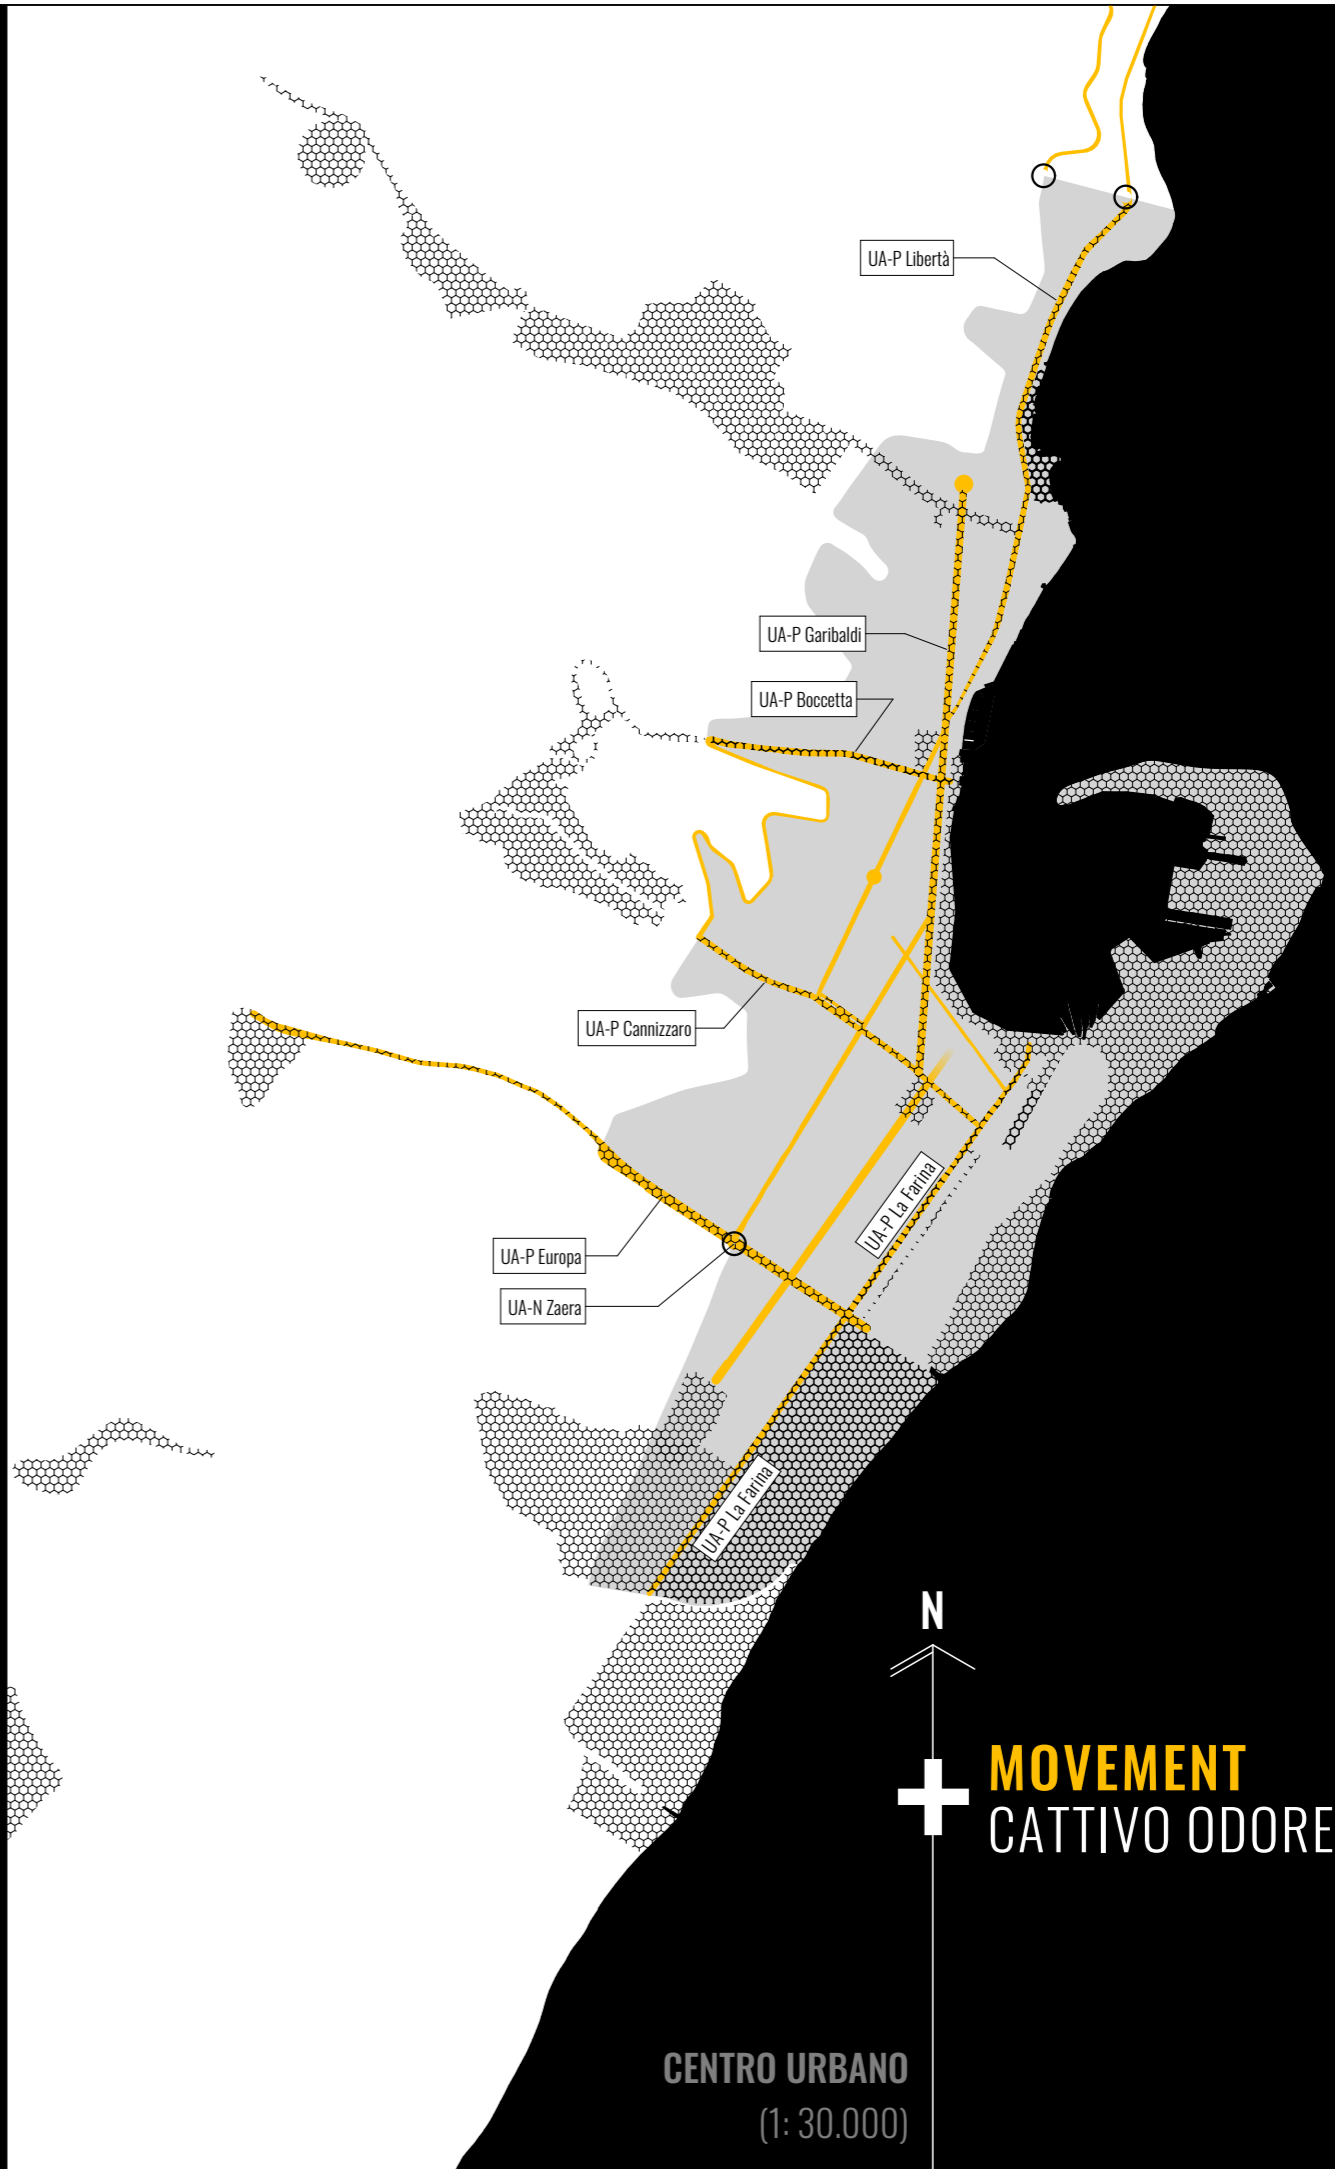 UA-P Libertà
UA-P Garibaldi
UA-P Boccetta
UA-P Cannizzaro
UA-P La Farina
UA-P Europa
UA-N Zaera
UA-P La Farina
N
MOVEMENT
CATTIVO ODORE
CENTRO URBANO
(1: 30.000)